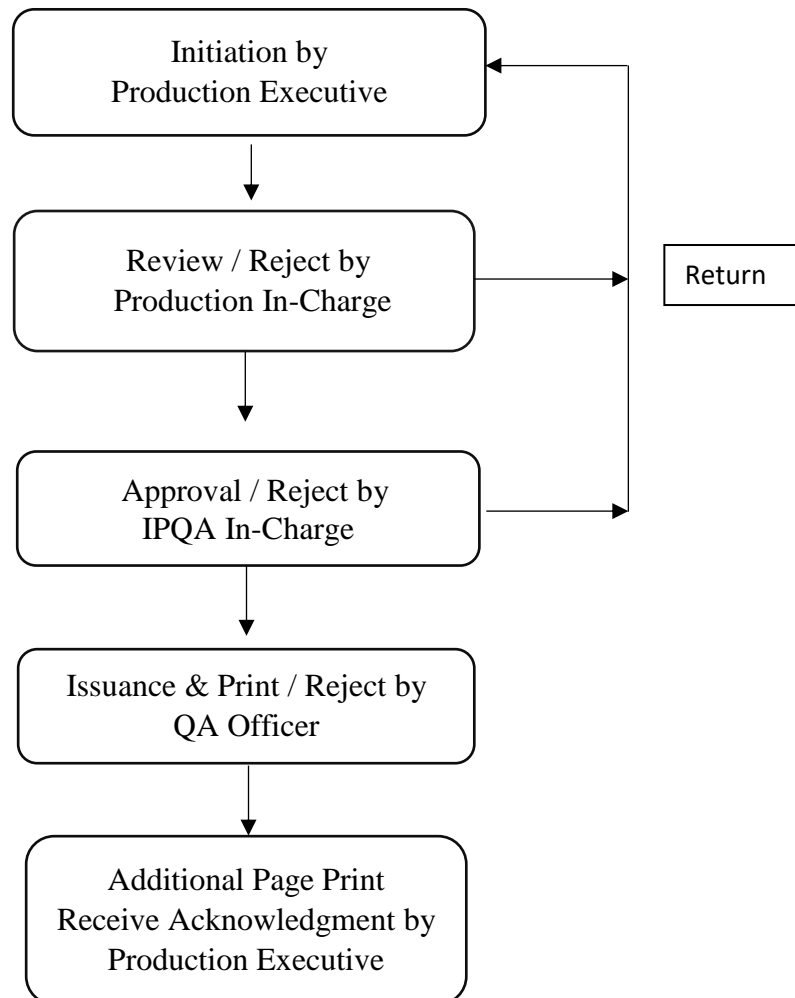 Initiation by
Production Executive
Review / Reject by
Production In-Charge
Return
Approval / Reject by
IPQA In-Charge
Issuance & Print / Reject by
QA Officer
Additional Page Print
Receive Acknowledgment by
Production Executive